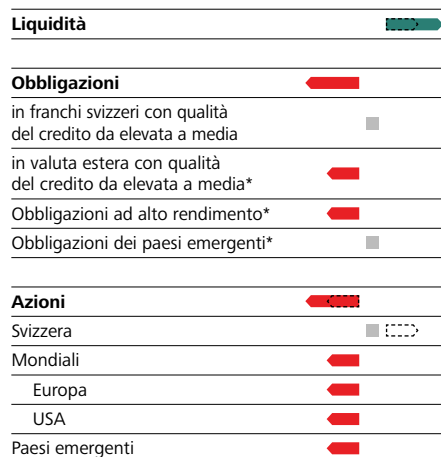 Liquidità
Obbligazioni
in franchi svizzeri con qualità
del credito da elevata a media
in valuta estera con qualità
del credito da elevata a media*
Obbligazioni ad alto rendimento*
Obbligazioni dei paesi emergenti*
Azioni
Svizzera
Mondiali
Europa
USA
Paesi emergenti